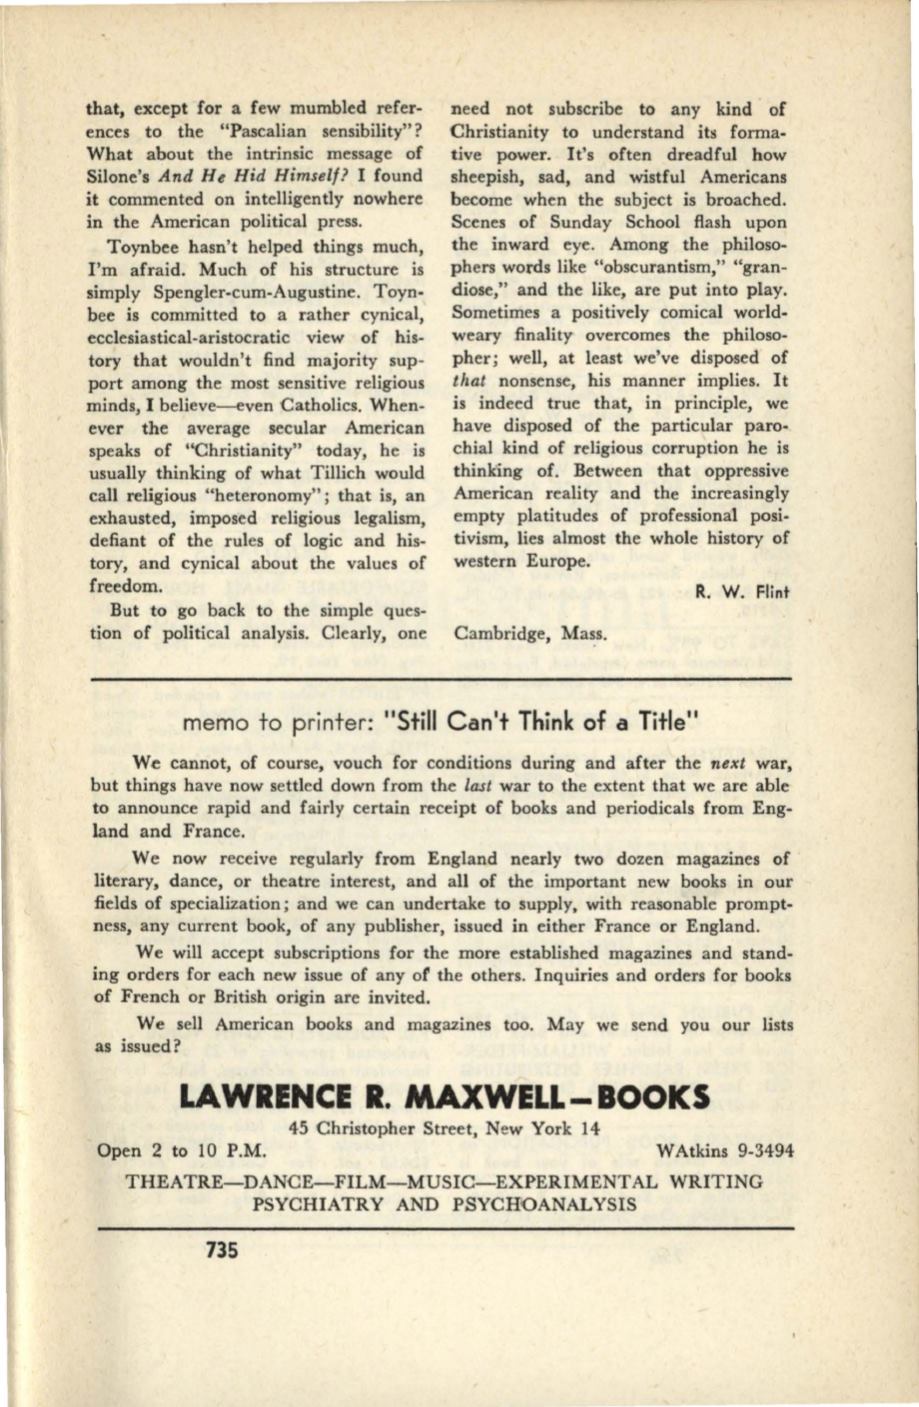 that, except for a few mumbled refer-
ences to the "Pascalian sensibility"?
What about the intrinsic message of
Silone's And He Hid Himself? I found
it commented on intelligently nowhere
in the American political press.
Toynbee hasn't helped things much,
I'm afraid. Much of his structure is
simply Spengler-cum-Augustine. Toyn-
bee is committed to a rather cynical,
ecclesiastical-aristocratic view of his-
tory that wouldn't find majority sup-
port among the most sensitive religious
minds, I believe—even Catholics. When-
ever the average secular American
speaks of "Christianity" today, he is
usually thinking of what Tillich would
call religious "heteronomy"; that is, an
exhausted, imposed religious legalism,
defiant of the rules of logic and his-
tory, and cynical about the values of
freedom.
But to go back to the simple ques-
tion of political analysis. Clearly, one
need not subscribe to any kind of
Christianity to understand its forma-
tive power. It's often dreadful how
sheepish, sad, and wistful Americans
become when the subject is broached.
Scenes of Sunday School flash upon
the inward eye. Among the philoso-
phers words like "obscurantism," "gran-
diose," and the like, are put into play.
Sometimes a positively comical world-
weary finality overcomes the philoso-
pher; well, at least we've disposed of
that nonsense, his manner implies. It
is indeed true that, in principle, we
have disposed of the particular paro-
chial kind of religious corruption he is
thinking of. Between that oppressive
American reality and the increasingly
empty platitudes of professional posi-
tivism, lies almost the whole history of
western Europe.
R. W. Flint
Cambridge, Mass.
memo to printer: "Still Can't Think of a Title"
We cannot, of course, vouch for conditions during and after the next war,
but things have now settled down from the last war to the extent that we are able
to announce rapid and fairly certain receipt of books and periodicals from Eng-
land and France.
We now receive regularly from England nearly two dozen magazines of
literary, dance, or theatre interest, and all of the important new books in our
fields of specialization; and we can undertake to supply, with reasonable prompt-
ness, any current book, of any publisher, issued in either France or England.
We will accept subscriptions for the more established magazines and stand-
ing orders for each new issue of any of the others. Inquiries and orders for books
of French or British origin are invited.
We sell American books and magazines too. May we send you our lists
as issued?
LAWRENCE R. MAXWELL—BOOKS
45 Christopher Street, New York 14
Open 2 to 10 P.M. WAtkins 9-3494
THEATRE—DANCE—FILM—MUSIC—EXPERIMENTAL WRITING
PSYCHIATRY AND PSYCHOANALYSIS
735